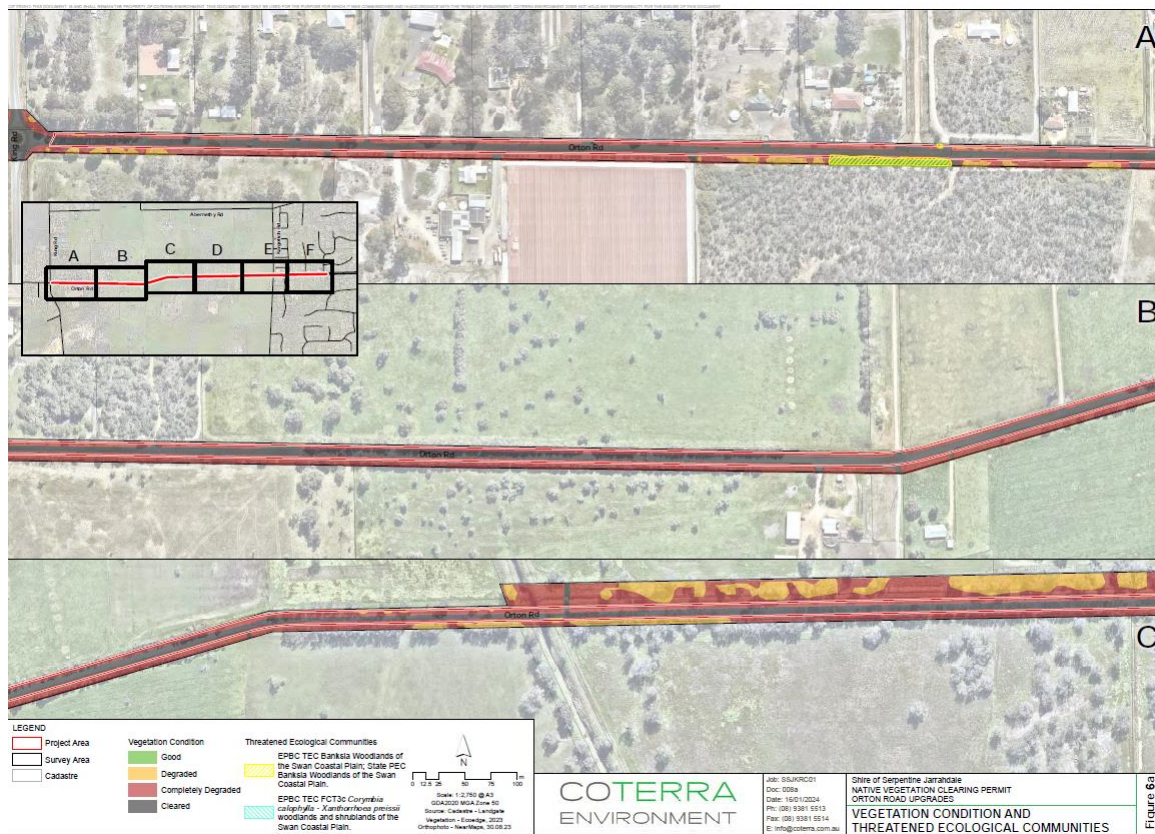 A
King Rd
Orton Rd
Abernethy Rd
King Rd
A
B
C
D
E
F
Orton Rd
B
Orton Rd
Orton Rd
C
LEGEND
Project Area
Survey Area
Cadastre
Vegetation Condition
Good
Degraded
Completely Degraded
Cleared
Threatened Ecological Communities
EPBC TEC Banksia Woodlands of
the Swan Coastal Plain; State PEC
Banksia Woodlands of the Swan
Coastal Plain.
EPBC TEC FCT3c Corymbia
calophylla - Xanthorrhoea preissii
woodlands and shrublands of the
Swan Coastal Plain.
N
0 12.5 25 50 75 100
m
Scale: 1:2,750 @ A3
GDA2020 MGA Zone 50
Source: Cadastre - Landgate
Vegetation - Ecoedge, 2023
Orthophoto - NearMaps, 30.08.23
COTERRA
ENVIRONMENT
Job: SSJKRC01
Doc: 008a
Date: 16/01/2024
Ph: (08) 9381 5513
Fax: (08) 9381 5514
E: info@coterra.com.au
Shire of Serpentine Jarrahdale
NATIVE VEGETATION CLEARING PERMIT
ORTON ROAD UPGRADES
VEGETATION CONDITION AND
THREATENED ECOLOGICAL COMMUNITIES
Figure 6a